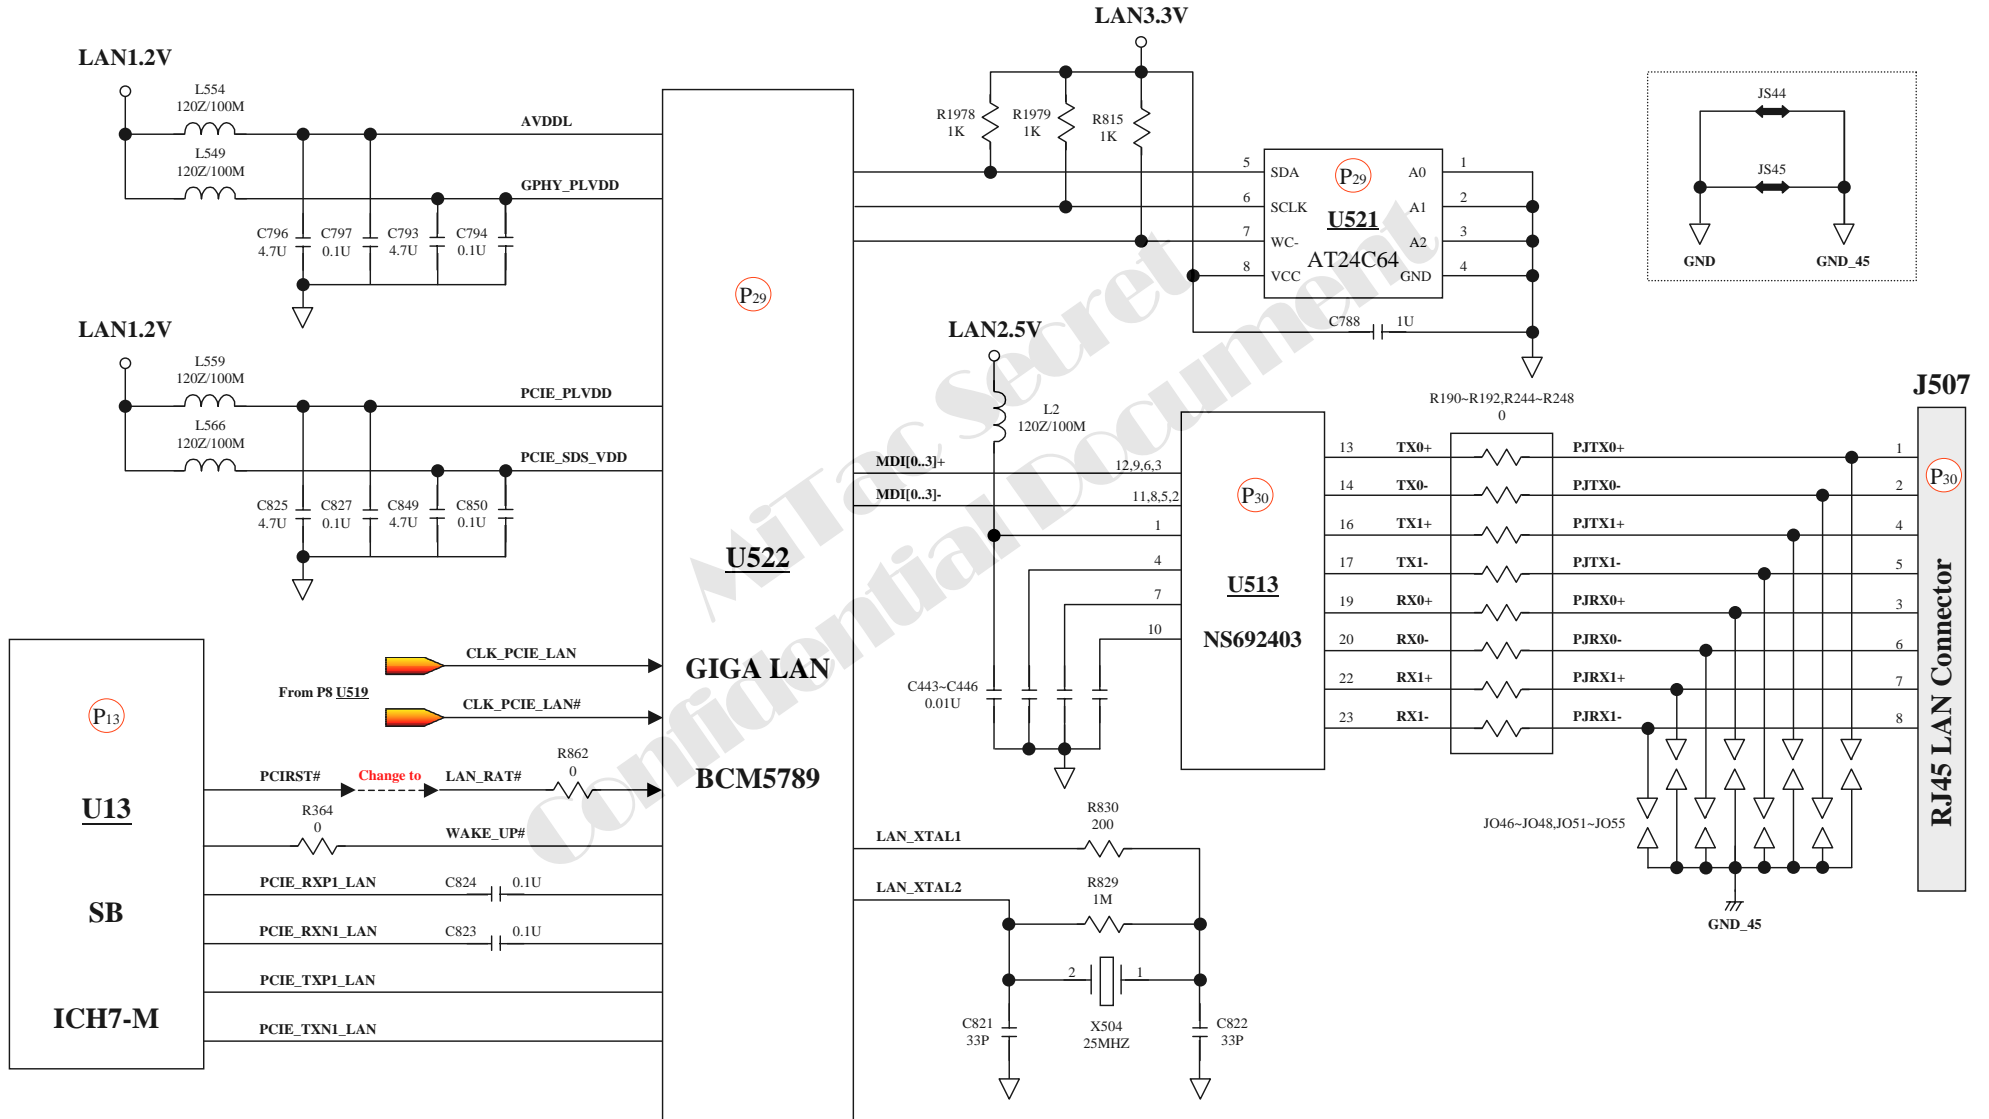 LAN1.2V
L554
120Z/100M
AVDDL
L549
120Z/100M
GPHY_PLVDD
C796
4.7U
C797
0.1U
C793
4.7U
C794
0.1U
LAN1.2V
L559
120Z/100M
PCIE_PLVDD
L566
120Z/100M
PCIE_SDS_VDD
C825
4.7U
C827
0.1U
C849
4.7U
C850
0.1U
CLK_PCIE_LAN
From P8 U519
CLK_PCIE_LAN#
P13
U13
SB
ICH7-M
PCIRST#
Change to
LAN_RAT#
R862
0
R364
0
WAKE_UP#
PCIE_RXP1_LAN
C824
0.1U
PCIE_RXN1_LAN
C823
0.1U
PCIE_TXP1_LAN
PCIE_TXN1_LAN
P29
U522
GIGA LAN
BCM5789
LAN3.3V
R1978
1K
R1979
1K
R815
1K
5
6
7
8
SDA
SCLK
WC-
VCC
P29
U521
AT24C64
A0
A1
A2
GND
1
2
3
4
C788
1U
JS44
JS45
GND
GND_45
LAN2.5V
L2
120Z/100M
MDI[0..3]+
12,9,6,3
MDI[0..3]-
11,8,5,2
1
4
7
10
C443~C446
0.01U
P30
U513
NS692403
13
TX0+
14
TX0-
16
TX1+
17
TX1-
19
RX0+
20
RX0-
22
RX1+
23
RX1-
R190~R192,R244~R248
0
PJTX0+
1
PJTX0-
2
PJTX1+
4
PJTX1-
5
PJRX0+
3
PJRX0-
6
PJRX1+
7
PJRX1-
8
J507
P30
RJ45 LAN Connector
JO46~JO48,JO51~JO55
GND_45
LAN_XTAL1
R830
200
LAN_XTAL2
R829
1M
2
1
X504
25MHZ
C821
33P
C822
33P
MiTac Secret
Confidential Document